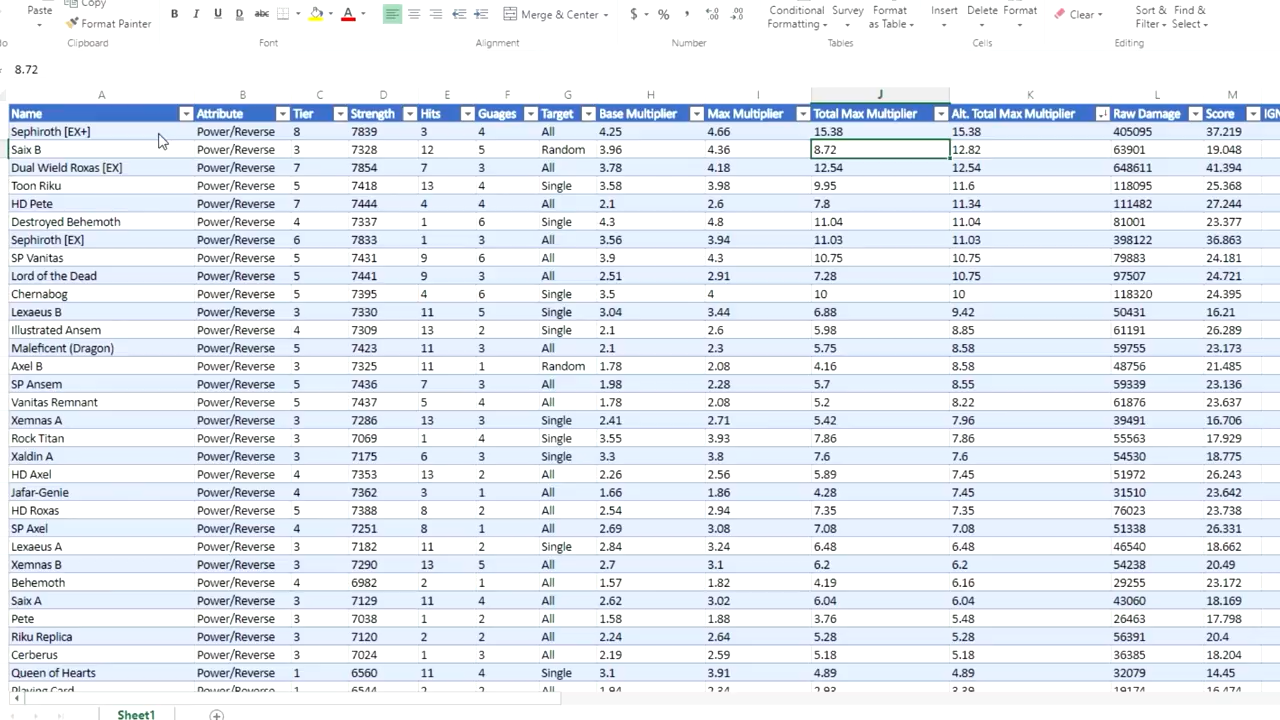 Paste Copy B I U D abc Merge & Center $ % , Conditional Survey Format Insert Delete Format Clear Sort & Find &
Format Painter Formatting as Table Filter Select
Clipboard Font Alignment Number Tables Cells Editing
8.72
A B C D E F G H I J K L M
Name Attribute Tier Strength Hits Guages Target Base Multiplier Max Multiplier Total Max Multiplier Alt. Total Max Multiplier Raw Damage Score IGN
Sephiroth [EX+] Power/Reverse 8 7839 3 4 All 4.25 4.66 15.38 15.38 405095 37.219
Saix B Power/Reverse 3 7328 12 5 Random 3.96 4.36 8.72 12.82 63901 19.048
Dual Wield Roxas [EX] Power/Reverse 7 7854 7 3 All 3.78 4.18 12.54 12.54 648611 41.394
Toon Riku Power/Reverse 5 7418 13 4 Single 3.58 3.98 9.95 11.6 118095 25.368
HD Pete Power/Reverse 7 7444 4 4 All 2.1 2.6 7.8 11.34 111482 27.244
Destroyed Behemoth Power/Reverse 4 7337 1 6 Single 4.3 4.8 11.04 11.04 81001 23.377
Sephiroth [EX] Power/Reverse 6 7833 1 3 All 3.56 3.94 11.03 11.03 398122 36.863
SP Vanitas Power/Reverse 5 7431 9 6 All 3.9 4.3 10.75 10.75 79883 24.181
Lord of the Dead Power/Reverse 5 7441 9 3 All 2.51 2.91 7.28 10.75 97507 24.721
Chernabog Power/Reverse 5 7395 4 6 Single 3.5 4 10 10 118320 24.395
Lexaeus B Power/Reverse 3 7330 11 5 Single 3.04 3.44 6.88 9.42 50431 16.21
Illustrated Ansem Power/Reverse 4 7309 13 2 Single 2.1 2.6 5.98 8.85 61191 26.289
Maleficent (Dragon) Power/Reverse 5 7423 11 3 All 2.1 2.3 5.75 8.58 59755 23.173
Axel B Power/Reverse 3 7325 11 1 Random 1.78 2.08 4.16 8.58 48756 21.485
SP Ansem Power/Reverse 5 7436 7 3 All 1.98 2.28 5.7 8.55 59339 23.136
Vanitas Remnant Power/Reverse 5 7437 5 4 All 1.78 2.08 5.2 8.22 61876 23.637
Xemnas A Power/Reverse 3 7286 13 3 Single 2.41 2.71 5.42 7.96 39491 16.706
Rock Titan Power/Reverse 3 7069 1 4 Single 3.55 3.93 7.86 7.86 55563 17.929
Xaldin A Power/Reverse 3 7175 6 3 Single 3.3 3.8 7.6 7.6 54530 18.775
HD Axel Power/Reverse 4 7353 13 2 All 2.26 2.56 5.89 7.45 51972 26.243
Jafar-Genie Power/Reverse 4 7362 3 1 All 1.66 1.86 4.28 7.45 31510 23.642
HD Roxas Power/Reverse 5 7388 8 2 All 2.54 2.94 7.35 7.35 76023 23.738
SP Axel Power/Reverse 4 7251 8 1 All 2.69 3.08 7.08 7.08 51338 26.331
Lexaeus A Power/Reverse 3 7182 11 2 Single 2.84 3.24 6.48 6.48 46540 18.662
Xemnas B Power/Reverse 3 7290 13 5 All 2.7 3.1 6.2 6.2 54238 20.49
Behemoth Power/Reverse 4 6982 2 1 All 1.57 1.82 4.19 6.16 29255 23.172
Saix A Power/Reverse 3 7129 11 4 All 2.62 3.02 6.04 6.04 43060 18.169
Pete Power/Reverse 3 7038 1 2 All 1.58 1.88 3.76 5.48 26463 17.798
Riku Replica Power/Reverse 3 7120 2 2 All 2.24 2.64 5.28 5.28 56391 20.4
Cerberus Power/Reverse 3 7024 1 3 All 2.19 2.59 5.18 5.18 36385 18.204
Queen of Hearts Power/Reverse 1 6560 11 4 Single 3.1 3.91 4.89 4.89 32079 14.45
Playing Card Power/Reverse 1 6544 2 2 All 1.94 2.34 2.93 3.39 19174 16.474
Sheet1